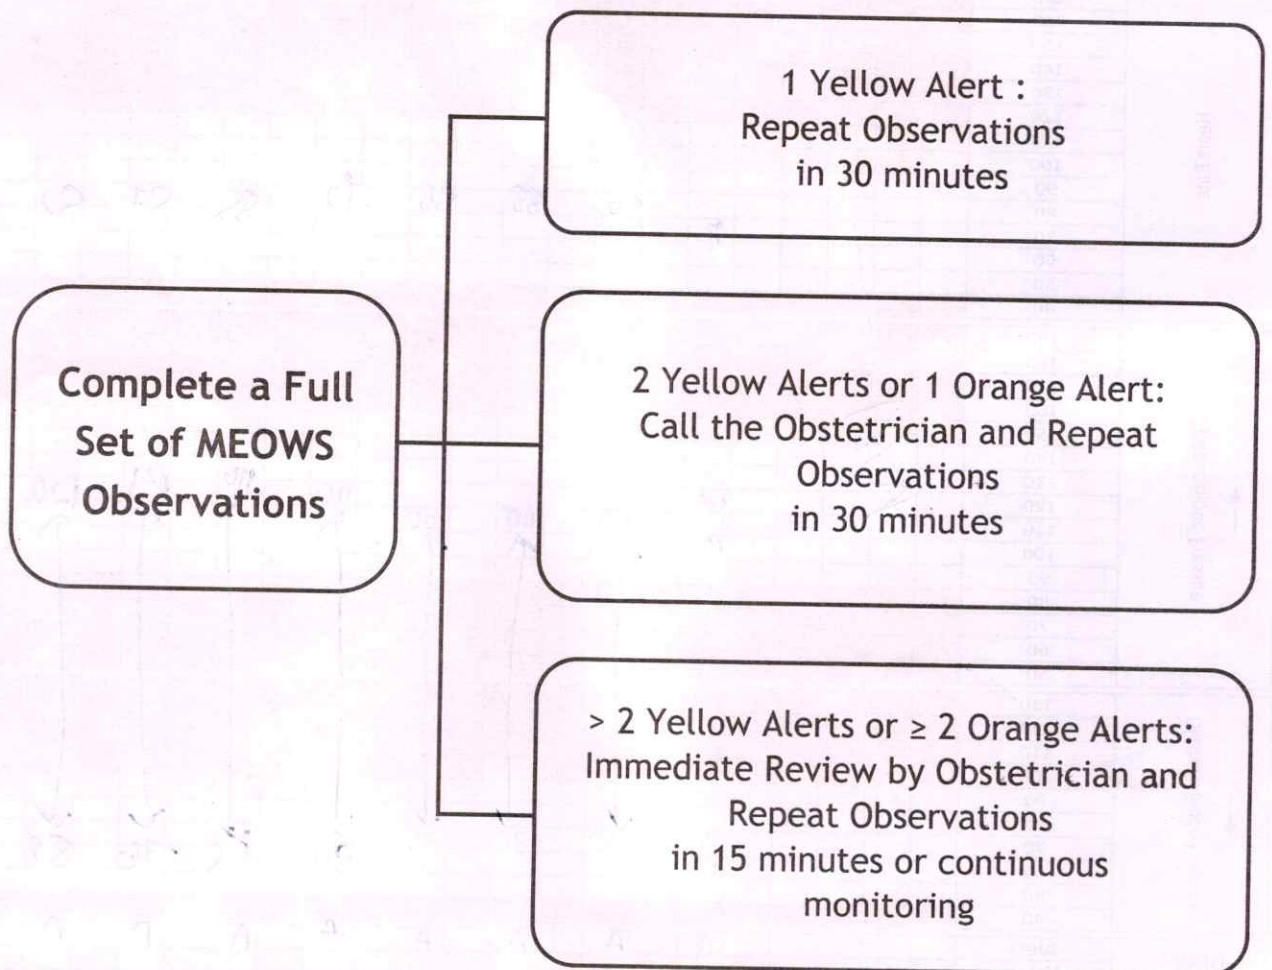 1 Yellow Alert :
Repeat Observations
in 30 minutes
Complete a Full
Set of MEOWS
Observations
2 Yellow Alerts or 1 Orange Alert:
Call the Obstetrician and Repeat
Observations
in 30 minutes
> 2 Yellow Alerts or ≥ 2 Orange Alerts:
Immediate Review by Obstetrician and
Repeat Observations
in 15 minutes or continuous
monitoring